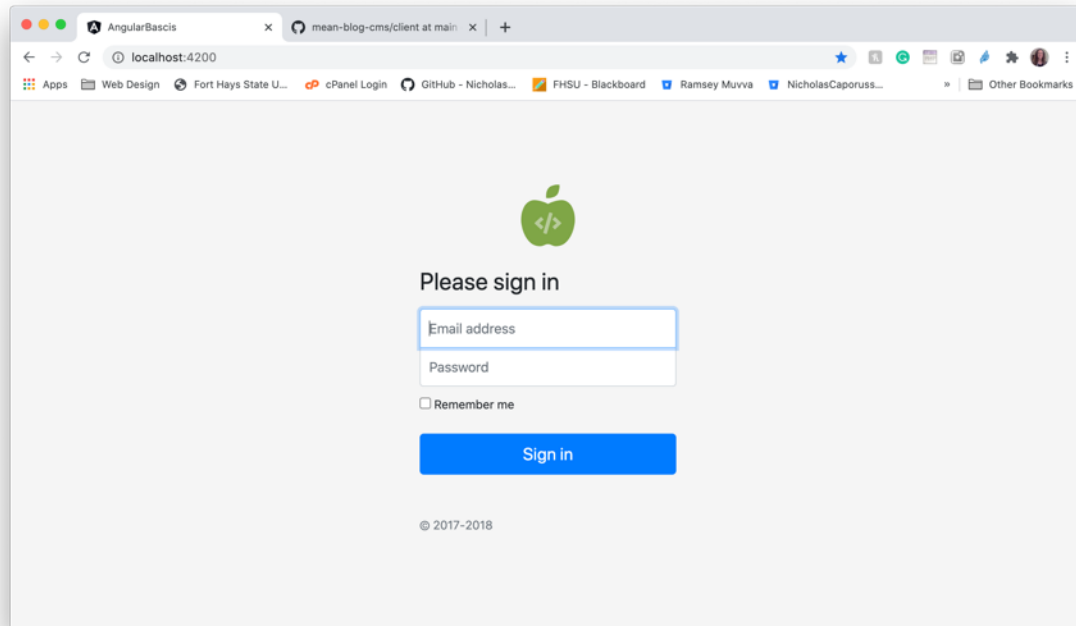 AngularBascis
mean-blog-cms/client at main
localhost:4200
Apps Web Design Fort Hays State U... cPanel Login GitHub - Nicholas... FHSU - Blackboard Ramsey Muvva NicholasCaporuss... » Other Bookmarks
</>
Please sign in
Email address
Password
Remember me
Sign in
© 2017-2018